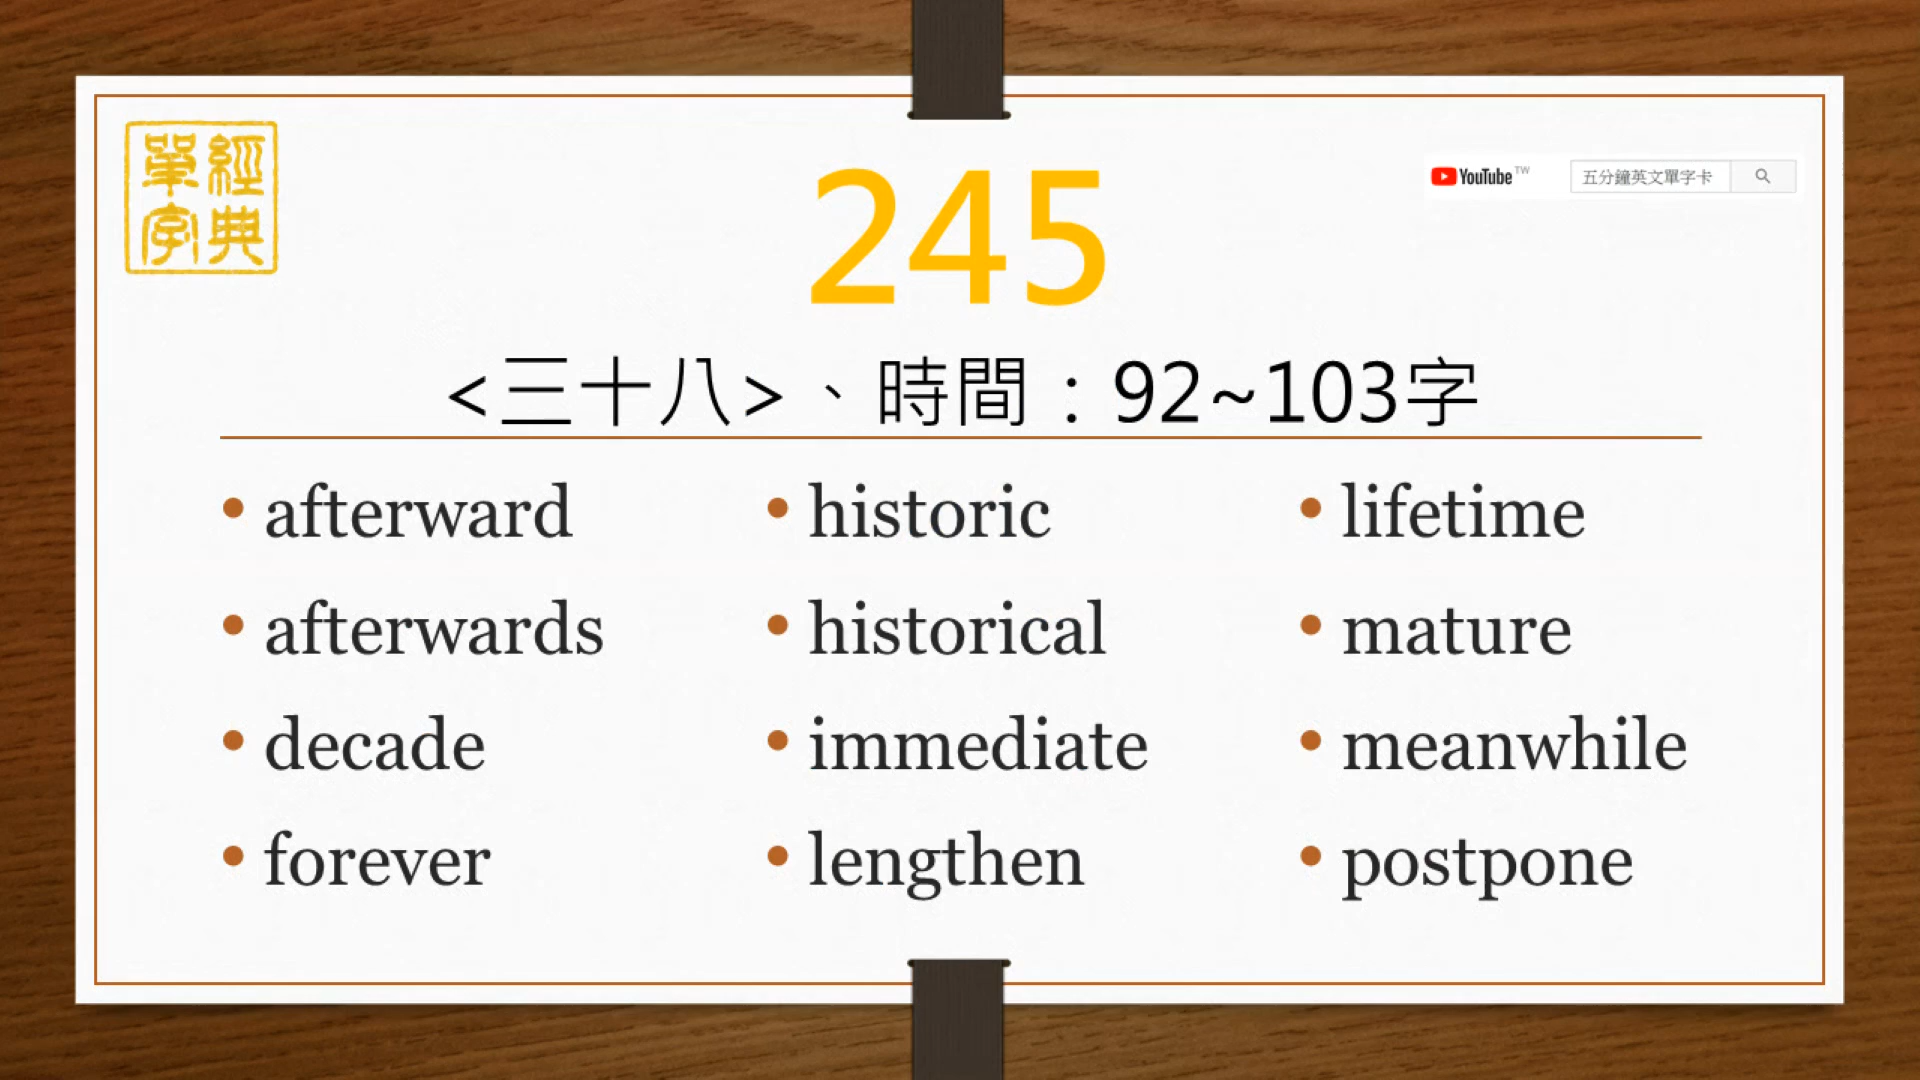 經典
單字
245
YouTube TW
五分鐘英文單字卡
<三十八>、時間：92~103字
• afterward
• afterwards
• decade
• forever
• historic
• historical
• immediate
• lengthen
• lifetime
• mature
• meanwhile
• postpone